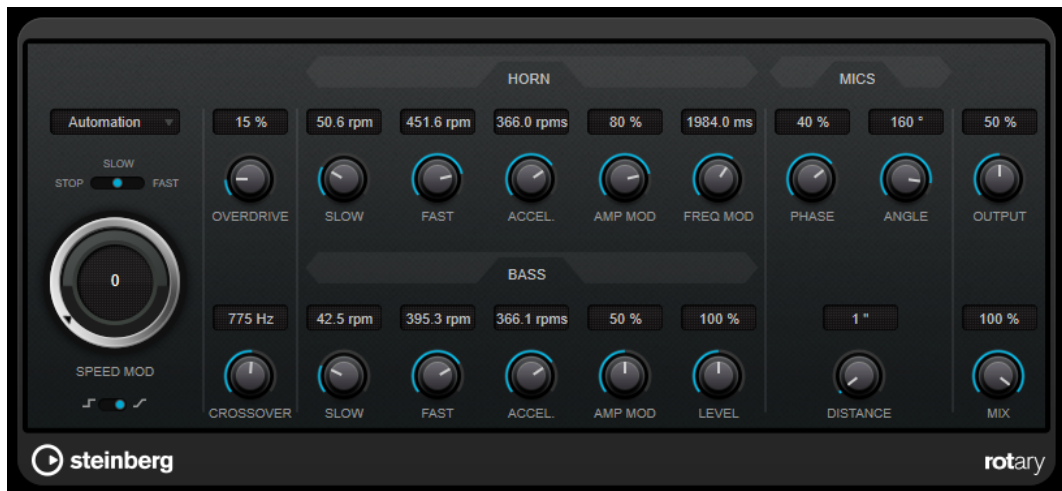 HORN MICS
Automation 15 % 50.6 rpm 451.6 rpm 366.0 rpms 80 % 1984.0 ms 40 % 160 ° 50 %
SLOW
STOP FAST
OVERDRIVE SLOW FAST ACCEL. AMP MOD FREQ MOD PHASE ANGLE OUTPUT
BASS
0
775 Hz 42.5 rpm 395.3 rpm 366.1 rpms 50 % 100 % 1 " 100 %
SPEED MOD
CROSSOVER SLOW FAST ACCEL. AMP MOD LEVEL DISTANCE MIX
steinberg rotary